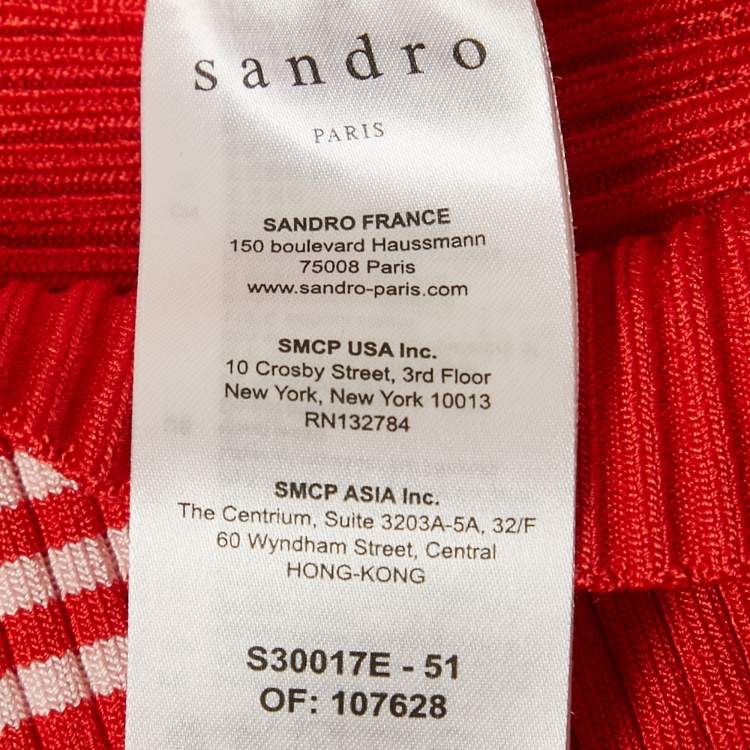 sandro
PARIS
SANDRO FRANCE
150 boulevard Haussmann
75008 Paris
www.sandro-paris.com
SMCP USA Inc.
10 Crosby Street, 3rd Floor
New York, New York 10013
RN132784
SMCP ASIA Inc.
The Centrium, Suite 3203A-5A, 32/F
60 Wyndham Street, Central
HONG-KONG
S30017E - 51
OF: 107628